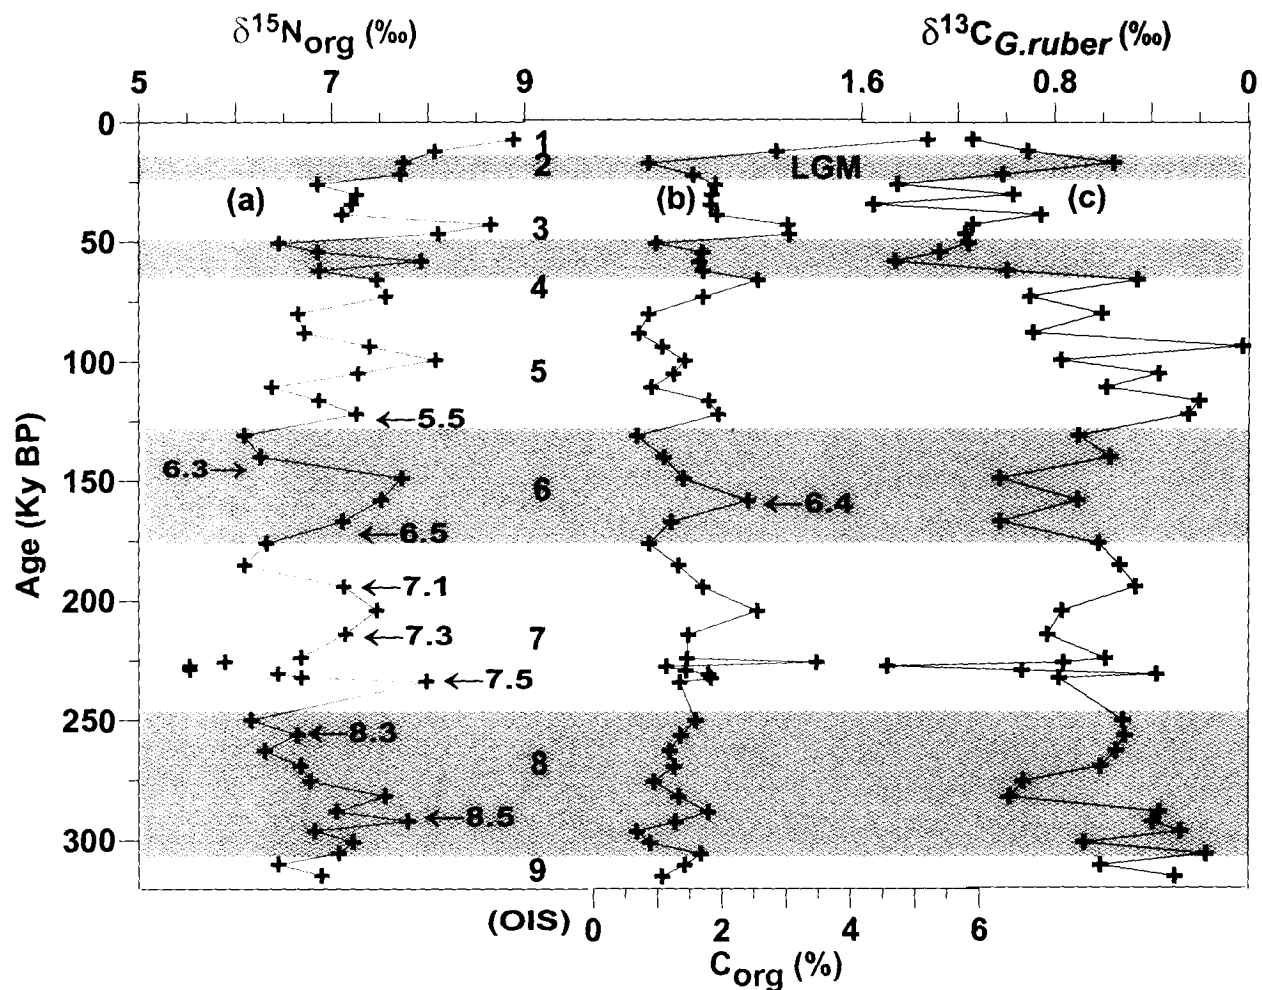 δ15Norg (‰) δ13CG.ruber (‰)
5 7 9 1.6 0.8 0
0
1
2 LGM
(a) (b) (c)
3
50
4
100
5
5.5
6.3
150
6 6.4
6.5
7.1
200
7.3 7
7.5
250
8.3
8
8.5
300
9
Age (Ky BP)
(OIS)
0 2 4 6
Corg (%)